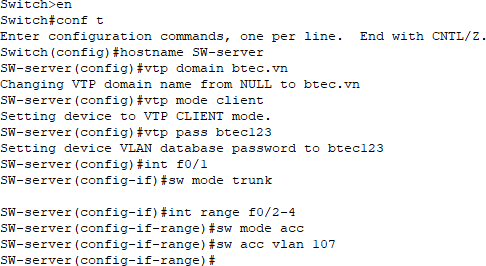 Switch>en
Switch#conf t
Enter configuration commands, one per line.  End with CNTL/Z.
Switch(config)#hostname SW-server
SW-server(config)#vtp domain btec.vn
Changing VTP domain name from NULL to btec.vn
SW-server(config)#vtp mode client
Setting device to VTP CLIENT mode.
SW-server(config)#vtp pass btec123
Setting device VLAN database password to btec123
SW-server(config)#int f0/1
SW-server(config-if)#sw mode trunk
SW-server(config-if)#int range f0/2-4
SW-server(config-if-range)#sw mode acc
SW-server(config-if-range)#sw acc vlan 107
SW-server(config-if-range)#